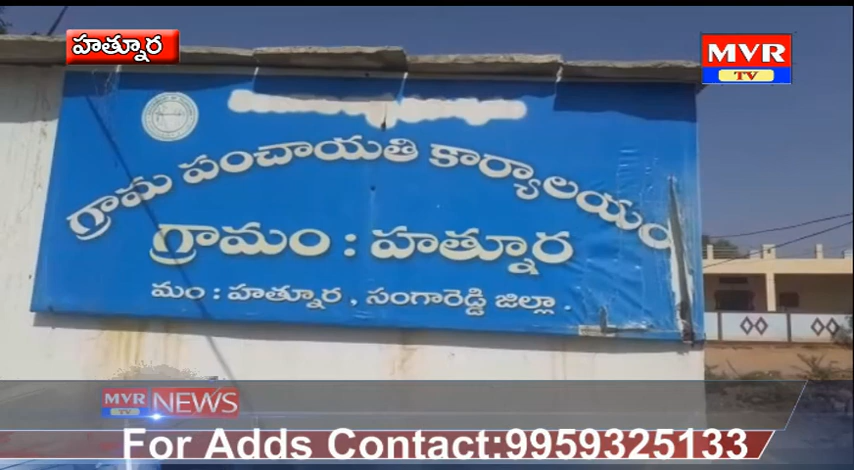 హత్నూర
MVR
TV
గ్రామ పంచాయతి కార్యాలయం
గ్రామం : హత్నూర
మం : హత్నూర , సంగారెడ్డి జిల్లా .
MVR
TV
NEWS
For Adds Contact:9959325133